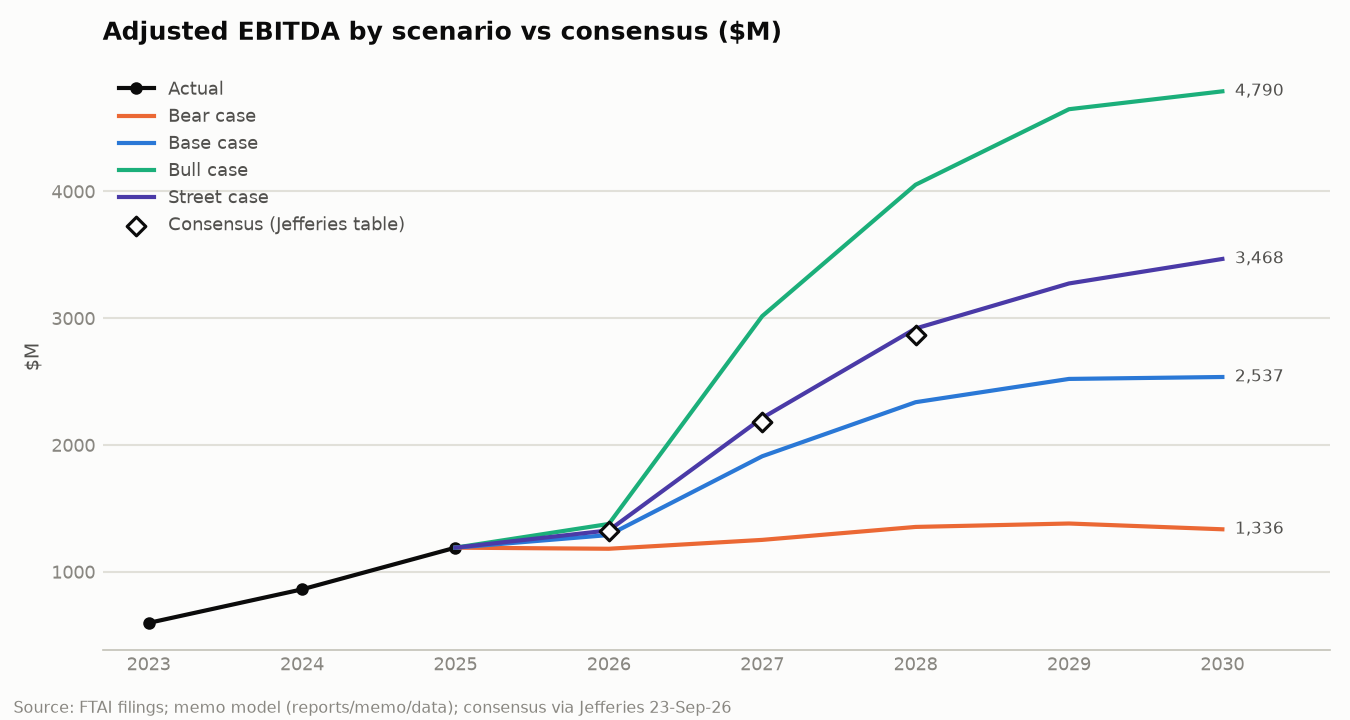 Adjusted EBITDA by scenario vs consensus ($M)
Actual
Bear case
Base case
Bull case
Street case
Consensus (Jefferies table)
$M
4000
3000
2000
1000
4,790
3,468
2,537
1,336
2023 2024 2025 2026 2027 2028 2029 2030
Source: FTAI filings; memo model (reports/memo/data); consensus via Jefferies 23-Sep-26